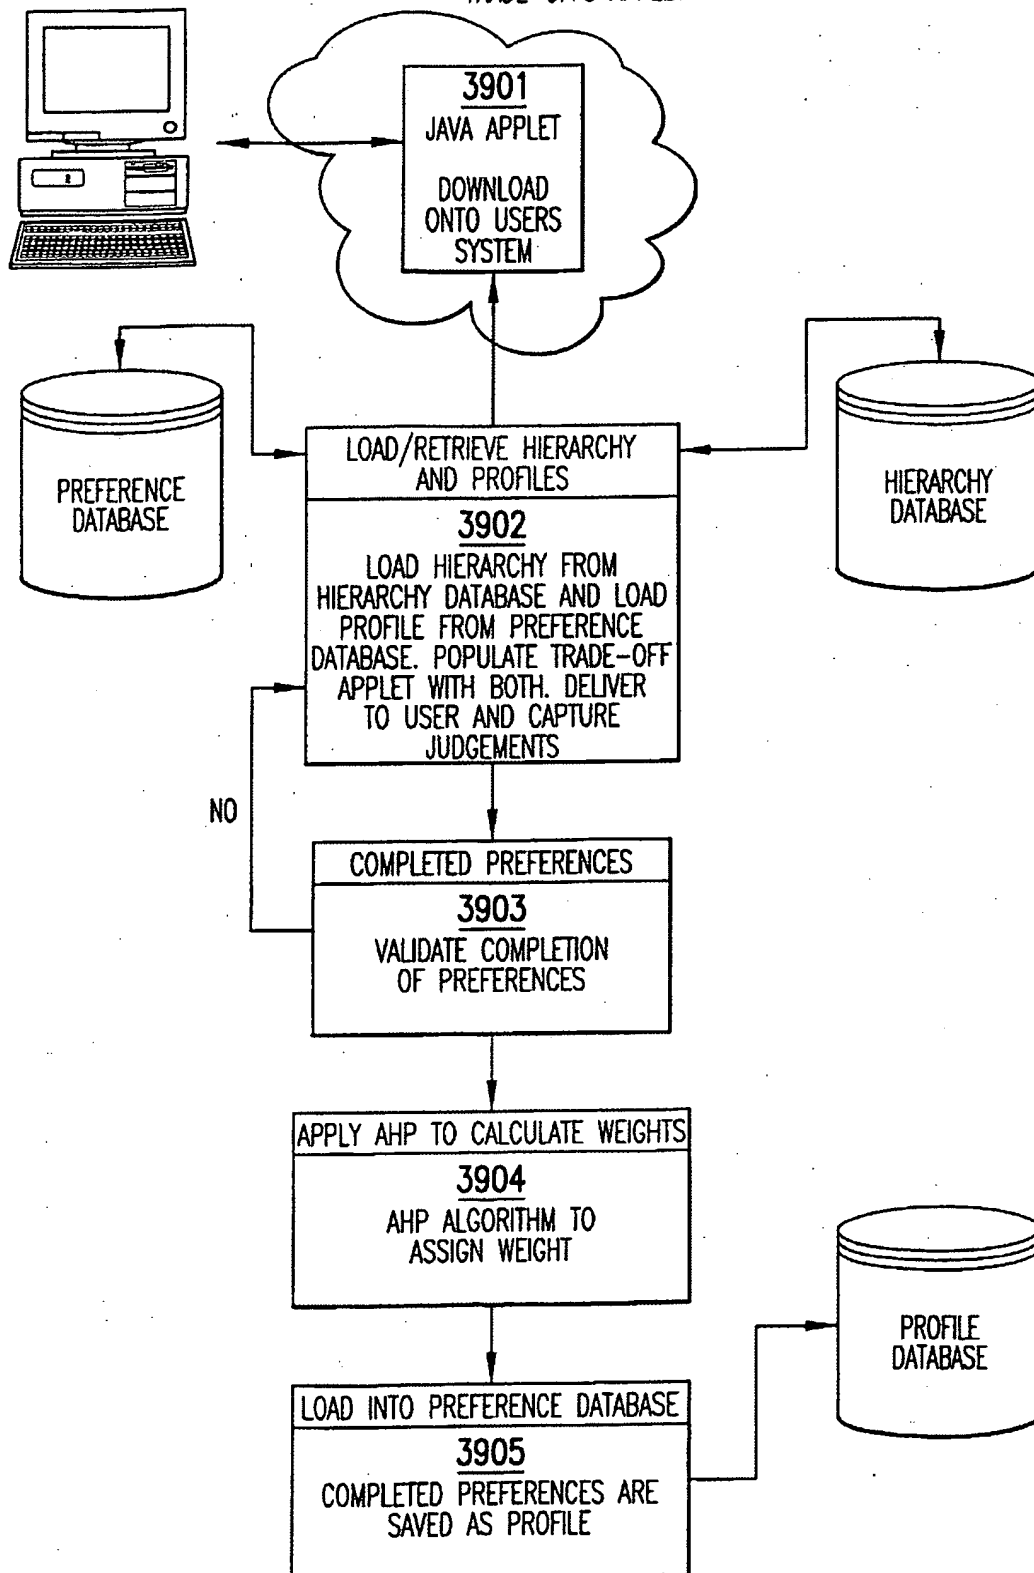 3901
JAVA APPLET
DOWNLOAD
ONTO USERS
SYSTEM
PREFERENCE
DATABASE
LOAD/RETRIEVE HIERARCHY
AND PROFILES
HIERARCHY
DATABASE
3902
LOAD HIERARCHY FROM
HIERARCHY DATABASE AND LOAD
PROFILE FROM PREFERENCE
DATABASE. POPULATE TRADE-OFF
APPLET WITH BOTH. DELIVER
TO USER AND CAPTURE
JUDGEMENTS
NO
COMPLETED PREFERENCES
3903
VALIDATE COMPLETION
OF PREFERENCES
APPLY AHP TO CALCULATE WEIGHTS
3904
AHP ALGORITHM TO
ASSIGN WEIGHT
PROFILE
DATABASE
LOAD INTO PREFERENCE DATABASE
3905
COMPLETED PREFERENCES ARE
SAVED AS PROFILE